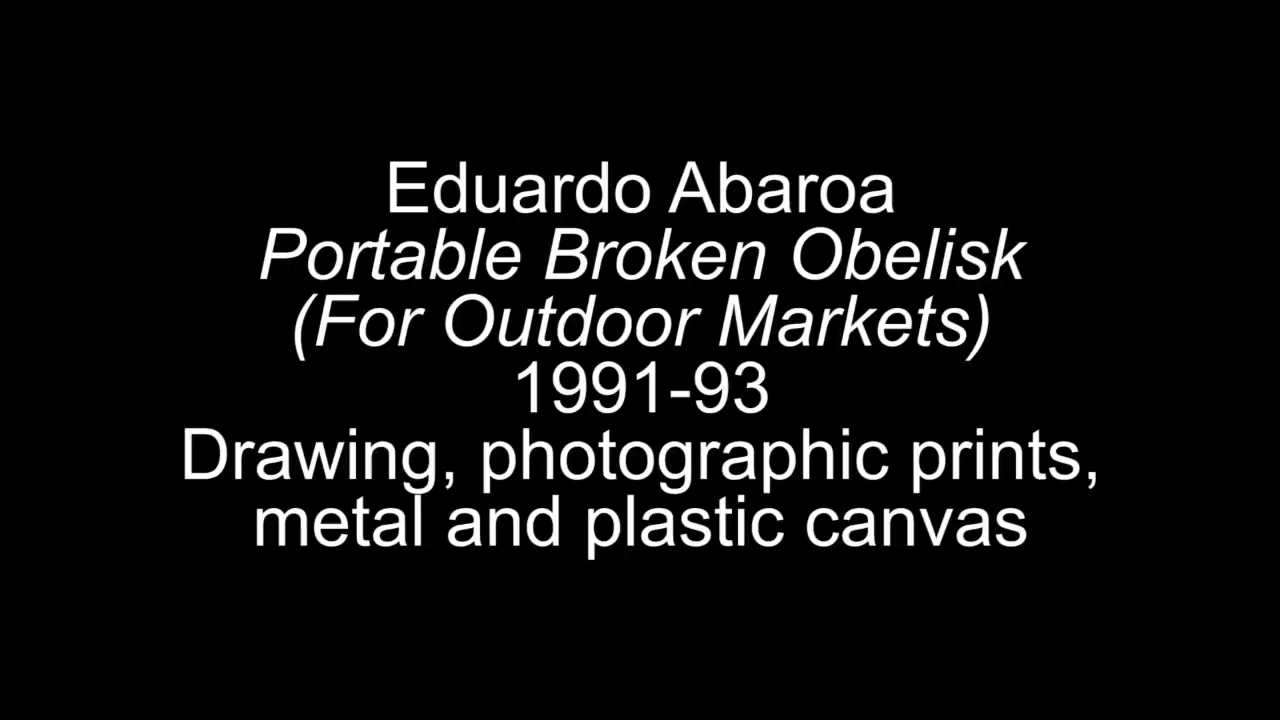 Eduardo Abaroa
Portable Broken Obelisk
(For Outdoor Markets)
1991-93
Drawing, photographic prints,
metal and plastic canvas